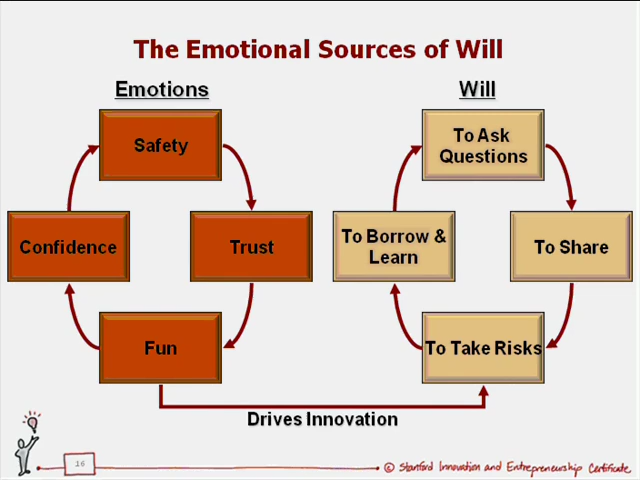 The Emotional Sources of Will
Emotions
Safety
Confidence
Trust
Fun
Will
To Ask
Questions
To Borrow &
Learn
To Share
To Take Risks
Drives Innovation
16
© Stanford Innovation and Entrepreneurship Certificate